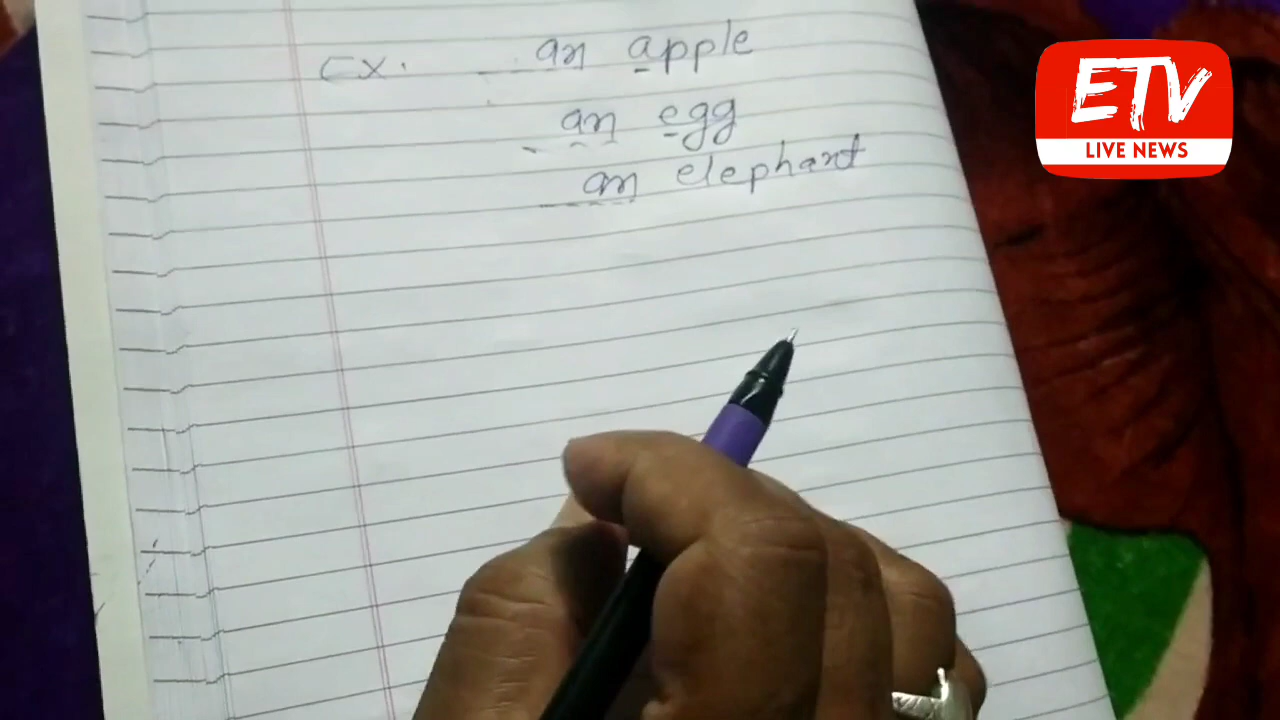 Ex. an apple
an egg
an elephant
ETV
LIVE NEWS